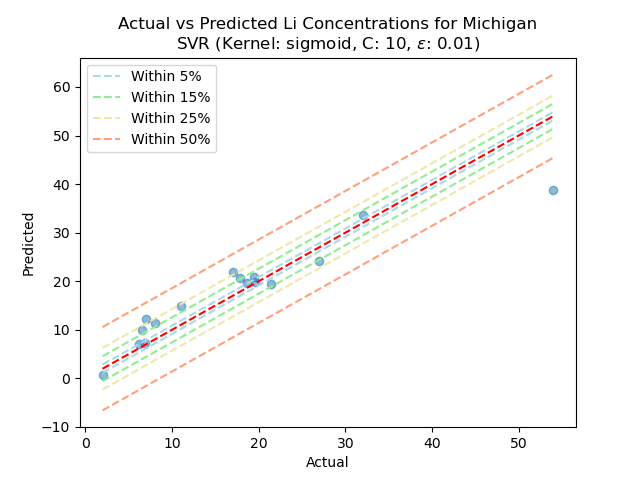 Actual vs Predicted Li Concentrations for Michigan
SVR (Kernel: sigmoid, C: 10, ε: 0.01)
Within 5%
Within 15%
Within 25%
Within 50%
Predicted
60
50
40
30
20
10
0
−10
0
10
20
30
40
50
Actual